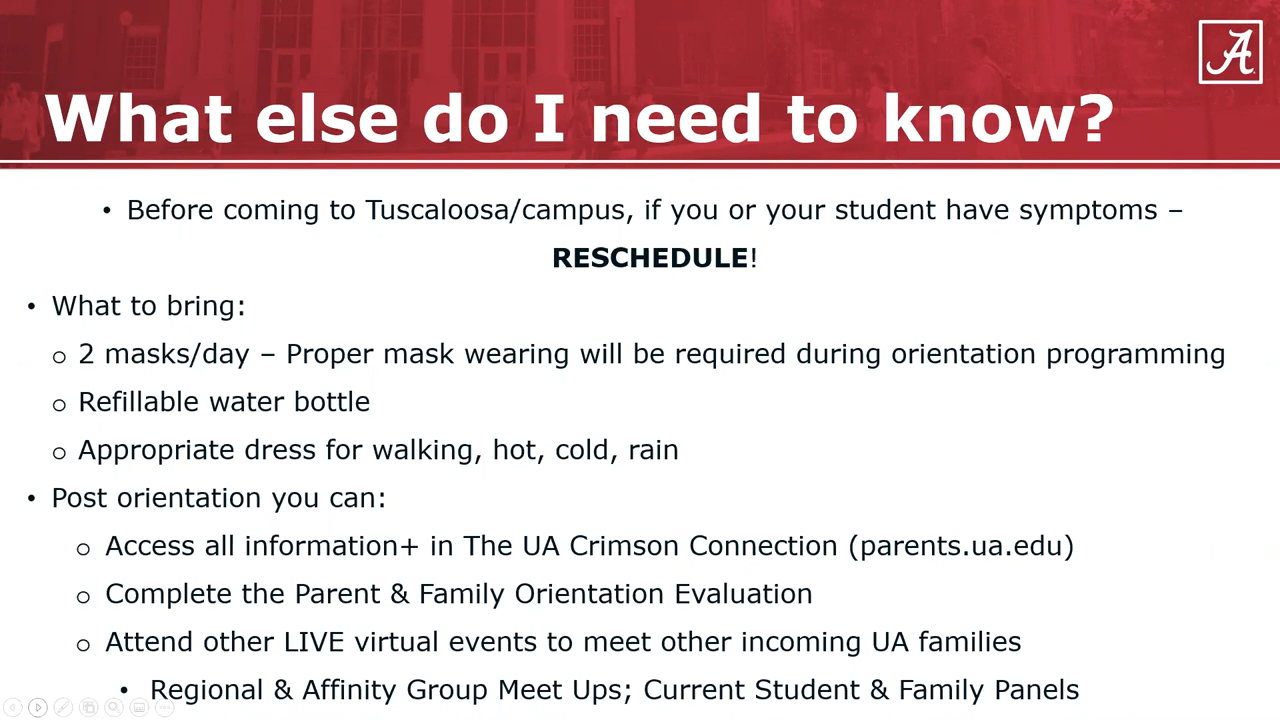 A
What else do I need to know?
• Before coming to Tuscaloosa/campus, if you or your student have symptoms –
RESCHEDULE!
• What to bring:
o 2 masks/day – Proper mask wearing will be required during orientation programming
o Refillable water bottle
o Appropriate dress for walking, hot, cold, rain
• Post orientation you can:
o Access all information+ in The UA Crimson Connection (parents.ua.edu)
o Complete the Parent & Family Orientation Evaluation
o Attend other LIVE virtual events to meet other incoming UA families
• Regional & Affinity Group Meet Ups; Current Student & Family Panels